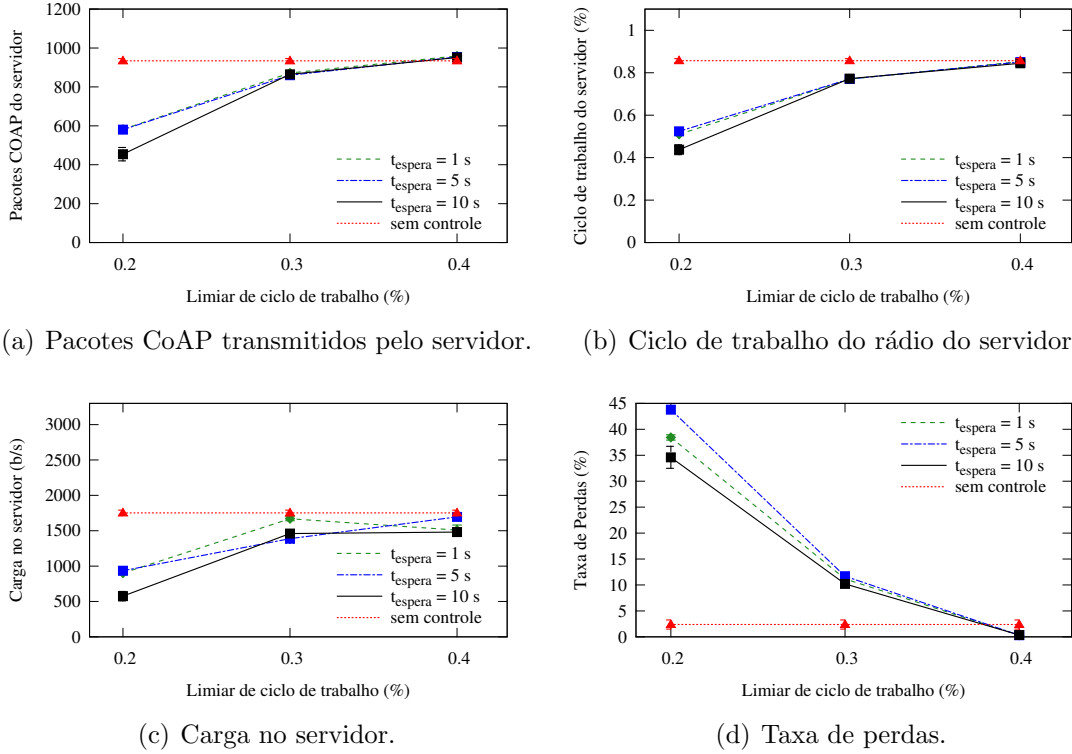 1200
1000
800
600
400
200
0
Pacotes COAP do servidor
0.2 0.3 0.4
Limiar de ciclo de trabalho (%)
t_espera = 1 s
t_espera = 5 s
t_espera = 10 s
sem controle
(a) Pacotes CoAP transmitidos pelo servidor.
1
0.8
0.6
0.4
0.2
0
Ciclo de trabalho do servidor (%)
0.2 0.3 0.4
Limiar de ciclo de trabalho (%)
t_espera = 1 s
t_espera = 5 s
t_espera = 10 s
sem controle
(b) Ciclo de trabalho do rádio do servidor
3000
2500
2000
1500
1000
500
0
Carga no servidor (b/s)
0.2 0.3 0.4
Limiar de ciclo de trabalho (%)
t_espera = 1 s
t_espera = 5 s
t_espera = 10 s
sem controle
(c) Carga no servidor.
45
40
35
30
25
20
15
10
5
0
Taxa de Perdas (%)
0.2 0.3 0.4
Limiar de ciclo de trabalho (%)
t_espera = 1 s
t_espera = 5 s
t_espera = 10 s
sem controle
(d) Taxa de perdas.